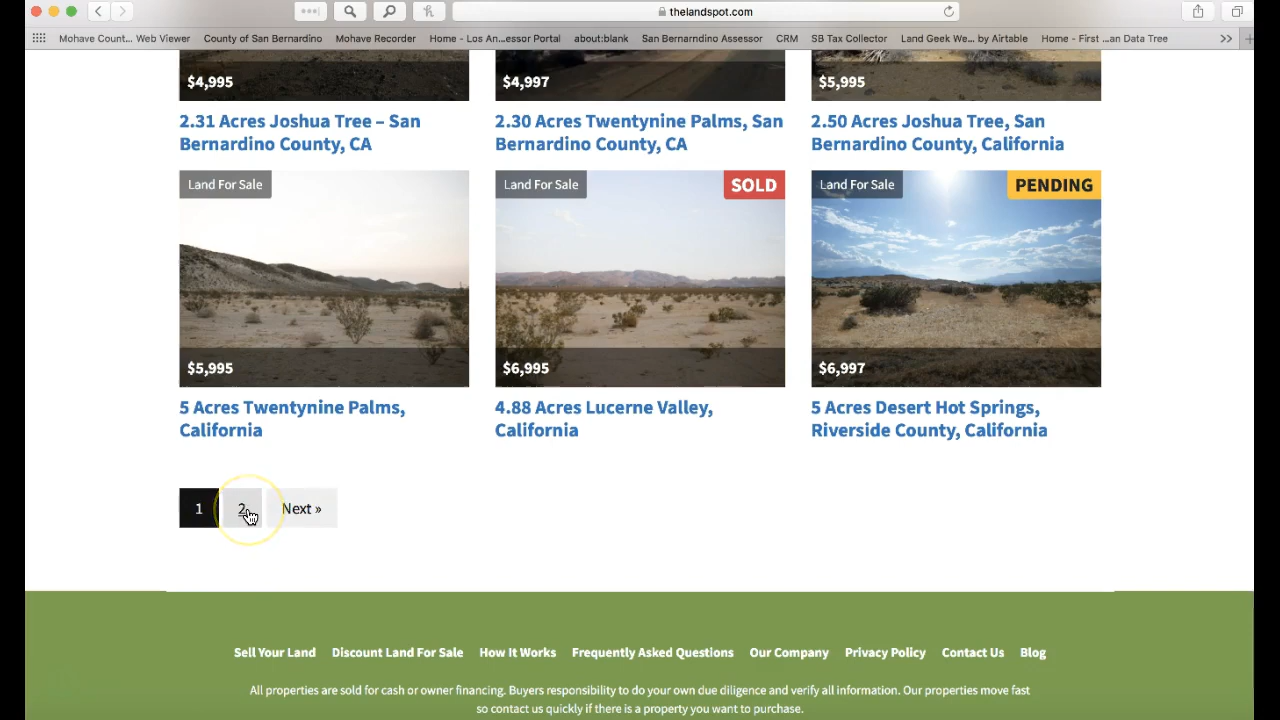 thelandspot.com
Mohave Count... Web Viewer County of San Bernardino Mohave Recorder Home - Los An...essor Portal about:blank San Bernarndino Assessor CRM SB Tax Collector Land Geek We... by Airtable Home - First ...an Data Tree
$4,995 $4,997 $5,995
2.31 Acres Joshua Tree – San
Bernardino County, CA
2.30 Acres Twentynine Palms, San
Bernardino County, CA
2.50 Acres Joshua Tree, San
Bernardino County, California
Land For Sale
$5,995
5 Acres Twentynine Palms,
California
Land For Sale SOLD
$6,995
4.88 Acres Lucerne Valley,
California
Land For Sale PENDING
$6,997
5 Acres Desert Hot Springs,
Riverside County, California
1 2 Next »
Sell Your Land Discount Land For Sale How It Works Frequently Asked Questions Our Company Privacy Policy Contact Us Blog
All properties are sold for cash or owner financing. Buyers responsibility to do your own due diligence and verify all information. Our properties move fast
so contact us quickly if there is a property you want to purchase.